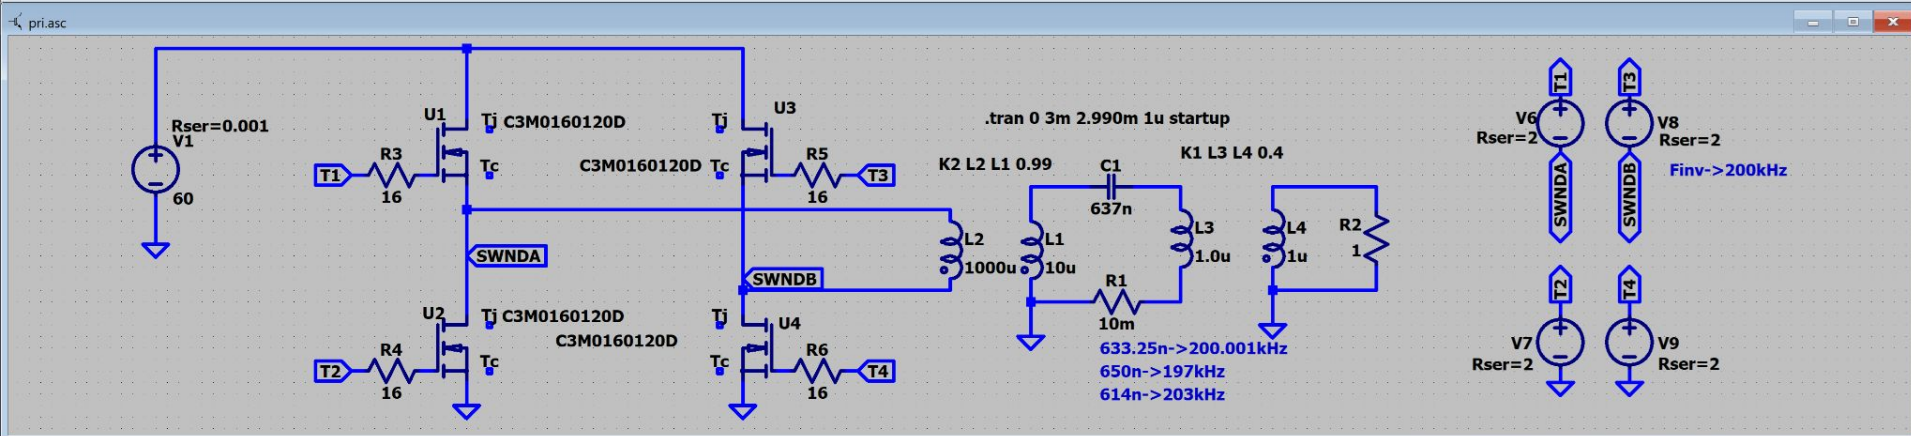 pri.asc
Rser=0.001
V1
60
T1
R3
16
U1
Tj
C3M0160120D
Tc
SWNDA
T2
R4
16
U2
Tj
C3M0160120D
Tc
C3M0160120D
U3
Tj
C3M0160120D
Tc
R5
16
T3
SWNDB
U4
Tj
Tc
R6
16
T4
L2
1000u
.tran 0 3m 2.990m 1u startup
K2 L2 L1 0.99
K1 L3 L4 0.4
C1
637n
L1
10u
L3
1.0u
R1
10m
L4
1u
R2
1
633.25n->200.001kHz
650n->197kHz
614n->203kHz
T1
V6
Rser=2
SWNDA
T3
V8
Rser=2
SWNDB
Finv->200kHz
T2
V7
Rser=2
T4
V9
Rser=2